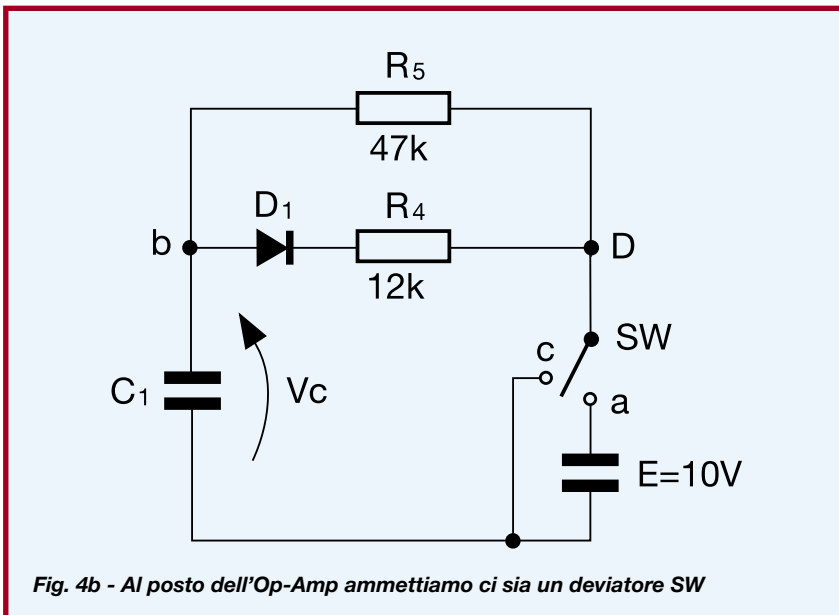 R5
47k
D1
R4
b
D
12k
SW
c
C1
Vc
a
E=10V
Fig. 4b - Al posto dell'Op-Amp ammettiamo ci sia un deviatore SW